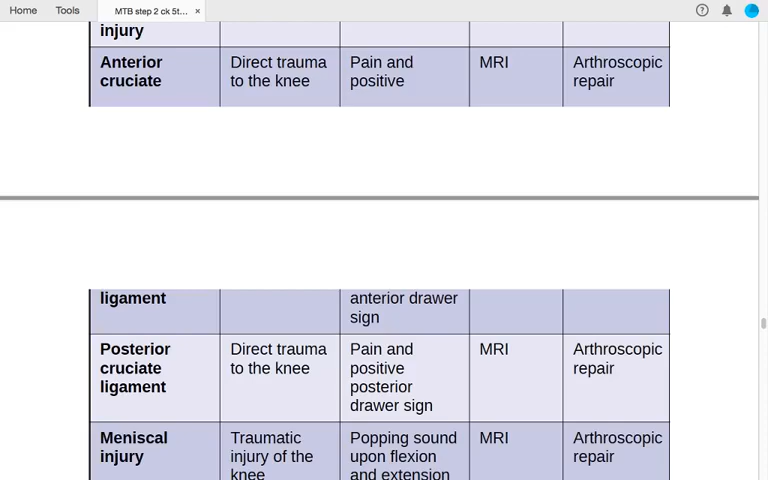 Home Tools MTB step 2 ck 5t... × ?
injury
Anterior Direct trauma Pain and MRI Arthroscopic
cruciate to the knee positive repair
ligament anterior drawer
sign
Posterior Direct trauma Pain and MRI Arthroscopic
cruciate to the knee positive repair
ligament posterior
drawer sign
Meniscal Traumatic Popping sound MRI Arthroscopic
injury injury of the upon flexion repair
knee and extension